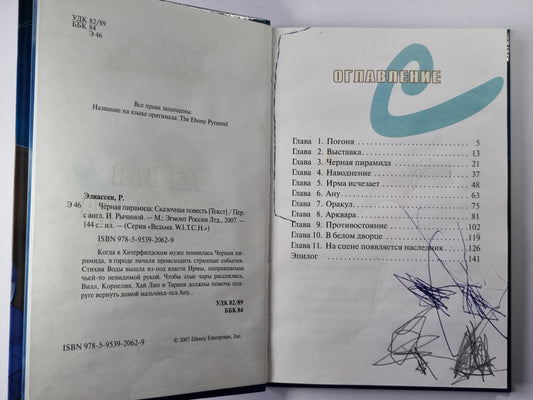 УДК 82/89
ББК 84
Э 46
Все права защищены.
Название на языке оригинала: The Ebony Pyramid
Элиассен, Р.
Э 46 Чёрная пирамида: Сказочная повесть [Текст] / Пер.
с англ. И. Рычиной. — М.: Эгмонт Россия Лтд., 2007. —
144 с.: ил. — (Серия «Ведьма. W.I.T.C.H.»)
ISBN 978-5-9539-2062-9
Когда в Хитерфилдском музее появилась Черная пи-
рамида, в городе начали происходить странные события.
Стихия Воды вышла из-под власти Ирмы, направляемая
чьей-то невидимой рукой. Чтобы злые чары рассеялись,
Вилл, Корнелия, Хай Лин и Тарани должны помочь под-
руге вернуть домой мальчика-пса Ану...
УДК 82/89
ББК 84
ISBN 978-5-9539-2062-9
© 2007 Disney Enterprises, Inc.
ОГЛАВЛЕНИЕ
Глава 1. Погоня 5
Глава 2. Выставка 13
Глава 3. Черная пирамида 21
Глава 4. Наводнение 37
Глава 5. Ирма исчезает 48
Глава 6. Ану 63
Глава 7. Оракул 75
Глава 8. Арквара 81
Глава 9. Противостояние 102
Глава 10. В белом дворце 119
Глава 11. На сцене появляется наследник 126
Эпилог 141